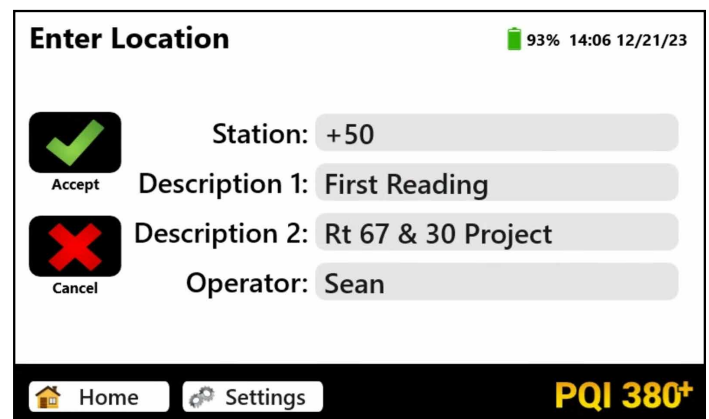 Enter Location
93% 14:06 12/21/23
Station: +50
Accept
Description 1: First Reading
Description 2: Rt 67 & 30 Project
Cancel
Operator: Sean
Home
Settings
PQI 380+